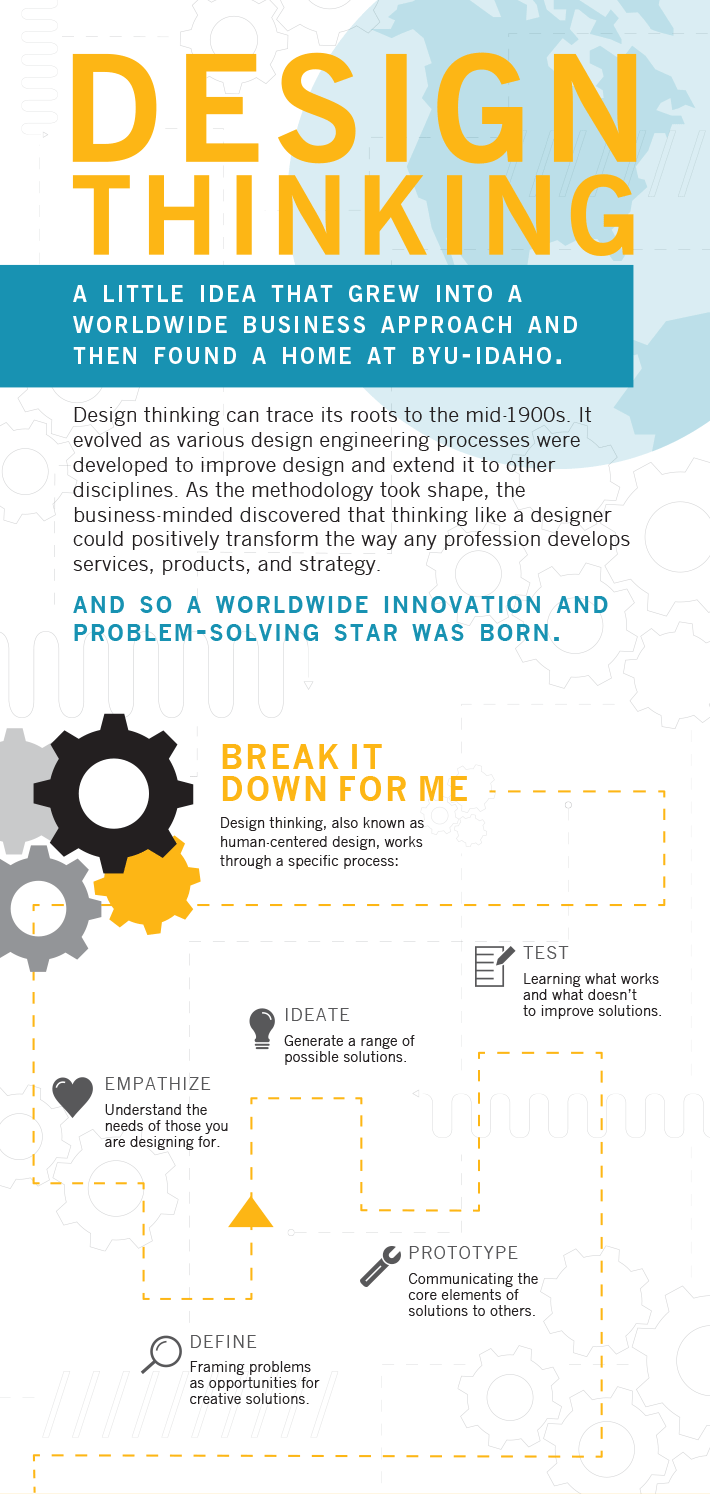 DESIGN
THINKING
A LITTLE IDEA THAT GREW INTO A
WORLDWIDE BUSINESS APPROACH AND
THEN FOUND A HOME AT BYU-IDAHO.
Design thinking can trace its roots to the mid-1900s. It
evolved as various design engineering processes were
developed to improve design and extend it to other
disciplines. As the methodology took shape, the
business-minded discovered that thinking like a designer
could positively transform the way any profession develops
services, products, and strategy.
AND SO A WORLDWIDE INNOVATION AND
PROBLEM-SOLVING STAR WAS BORN.
BREAK IT
DOWN FOR ME
Design thinking, also known as
human-centered design, works
through a specific process:
EMPATHIZE
Understand the
needs of those you
are designing for.
DEFINE
Framing problems
as opportunities for
creative solutions.
IDEATE
Generate a range of
possible solutions.
PROTOTYPE
Communicating the
core elements of
solutions to others.
TEST
Learning what works
and what doesn't
to improve solutions.